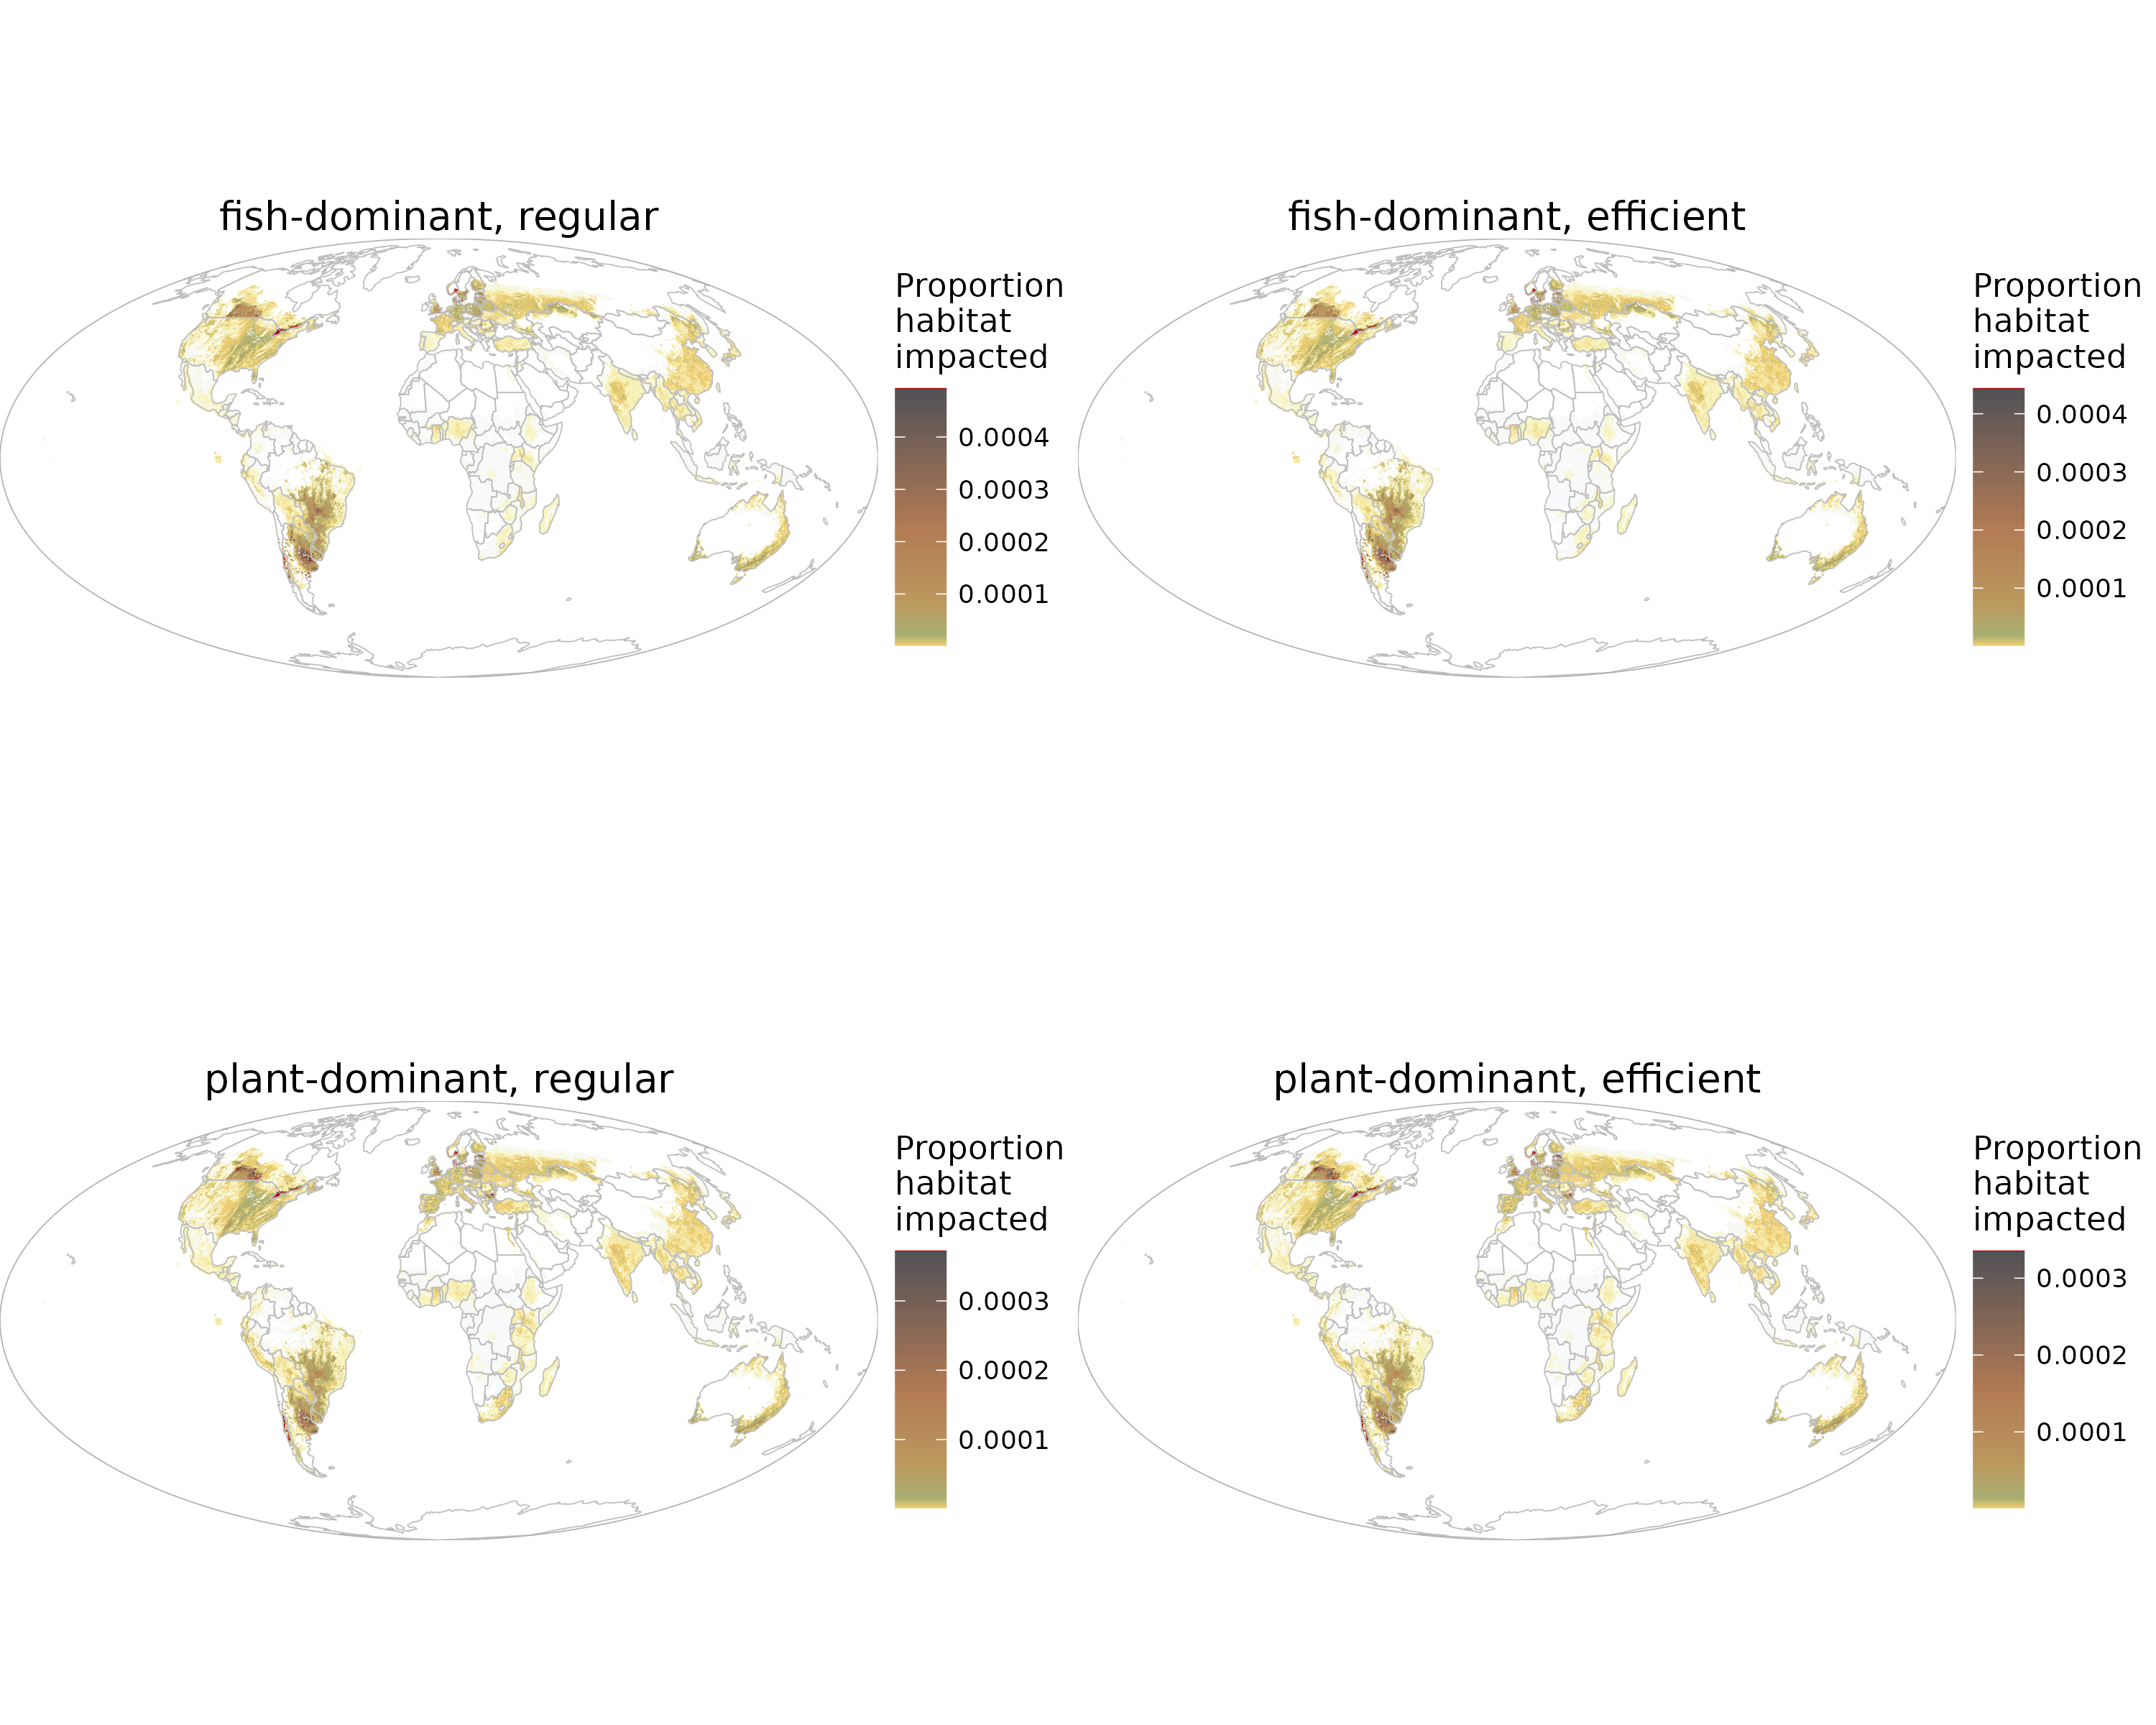 fish-dominant, regular
Proportion
habitat
impacted
0.0004
0.0003
0.0002
0.0001
fish-dominant, efficient
Proportion
habitat
impacted
0.0004
0.0003
0.0002
0.0001
plant-dominant, regular
Proportion
habitat
impacted
0.0003
0.0002
0.0001
plant-dominant, efficient
Proportion
habitat
impacted
0.0003
0.0002
0.0001